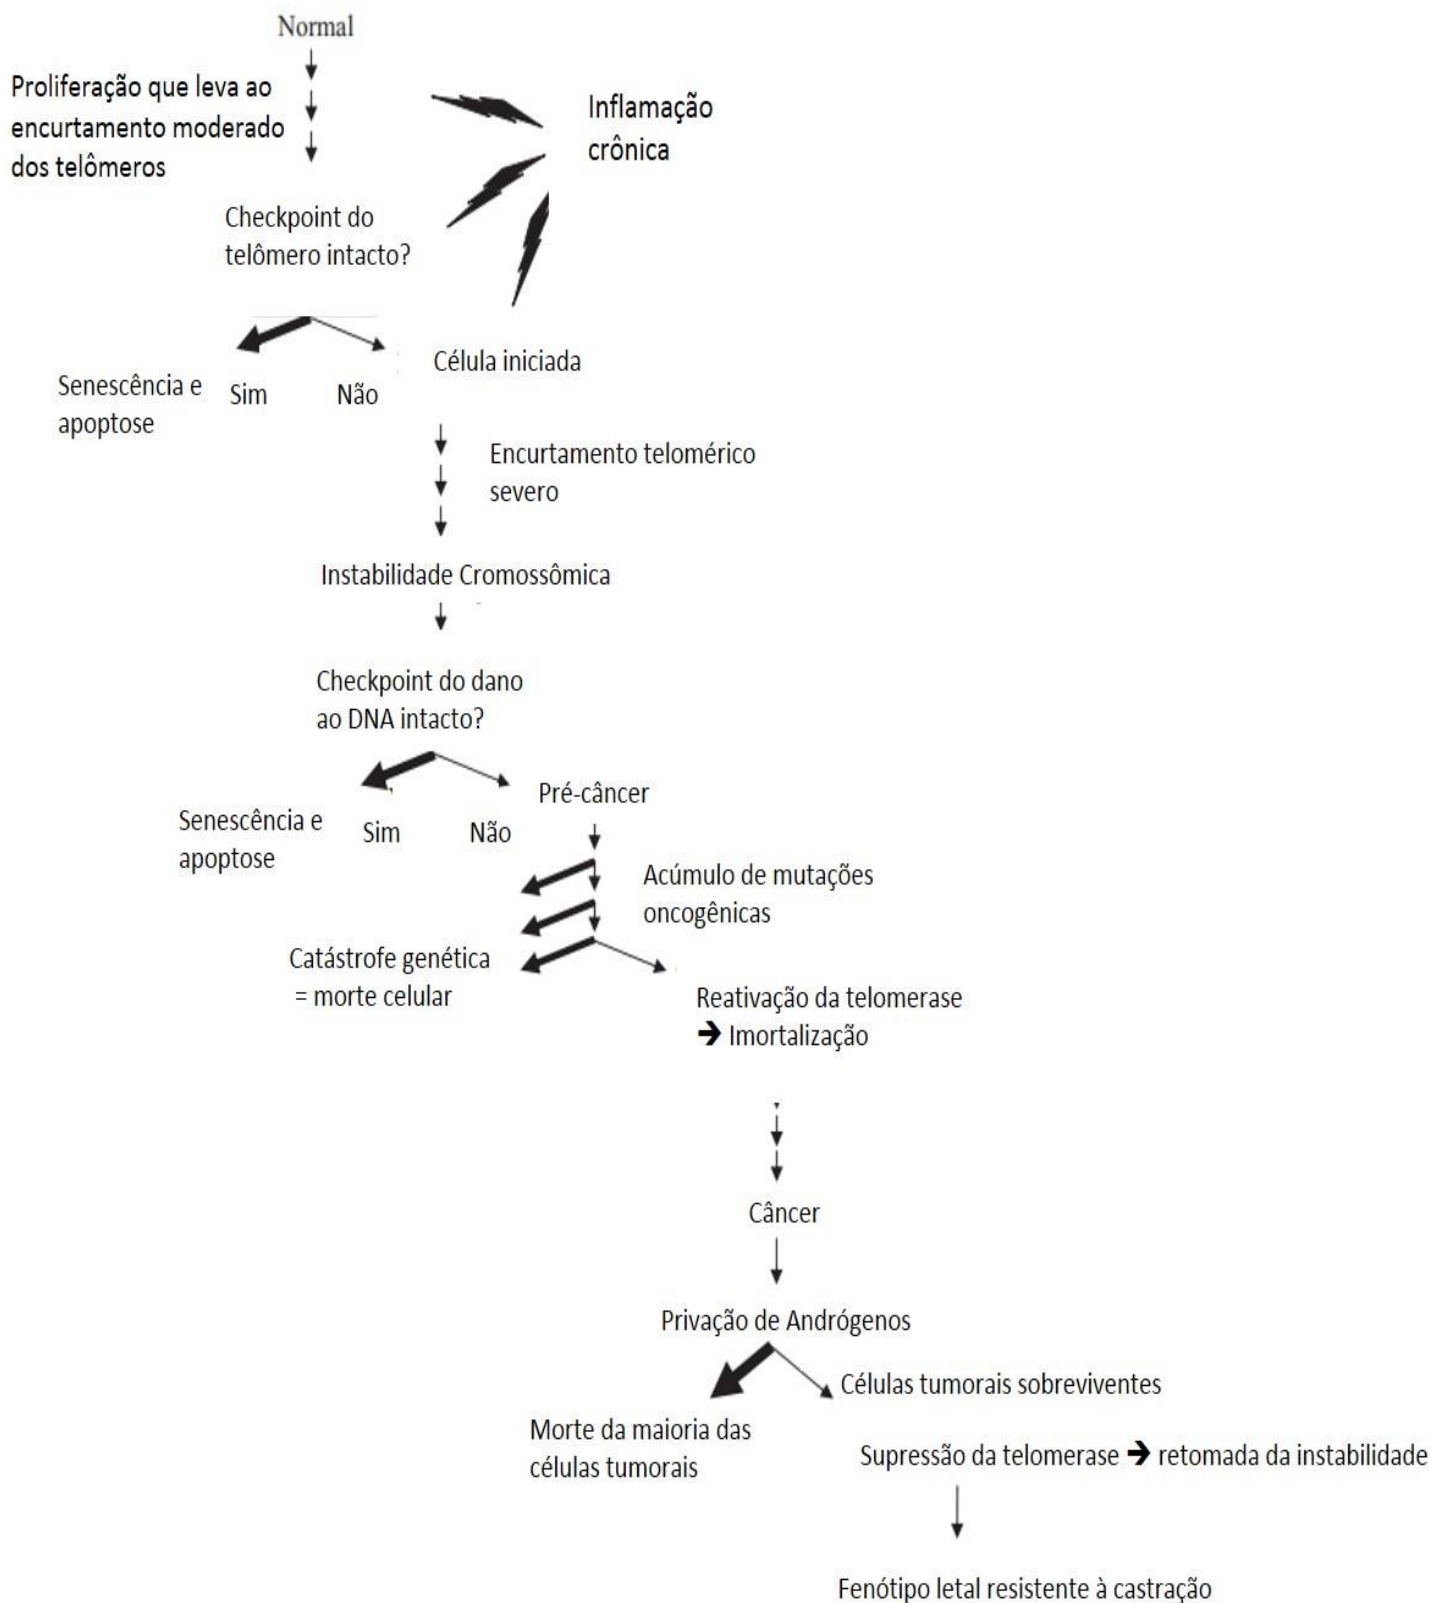 Normal
Proliferação que leva ao
encurtamento moderado
dos telômeros
Inflamação
crônica
Checkpoint do
telômero intacto?
Célula iniciada
Senescência e
apoptose
Sim
Não
Encurtamento telomérico
severo
Instabilidade Cromossômica
Checkpoint do dano
ao DNA intacto?
Pré-câncer
Senescência e
apoptose
Sim
Não
Acúmulo de mutações
oncogênicas
Catástrofe genética
= morte celular
Reativação da telomerase
➔ Imortalização
Câncer
Privação de Andrógenos
Células tumorais sobreviventes
Morte da maioria das
células tumorais
Supressão da telomerase ➔ retomada da instabilidade
Fenótipo letal resistente à castração